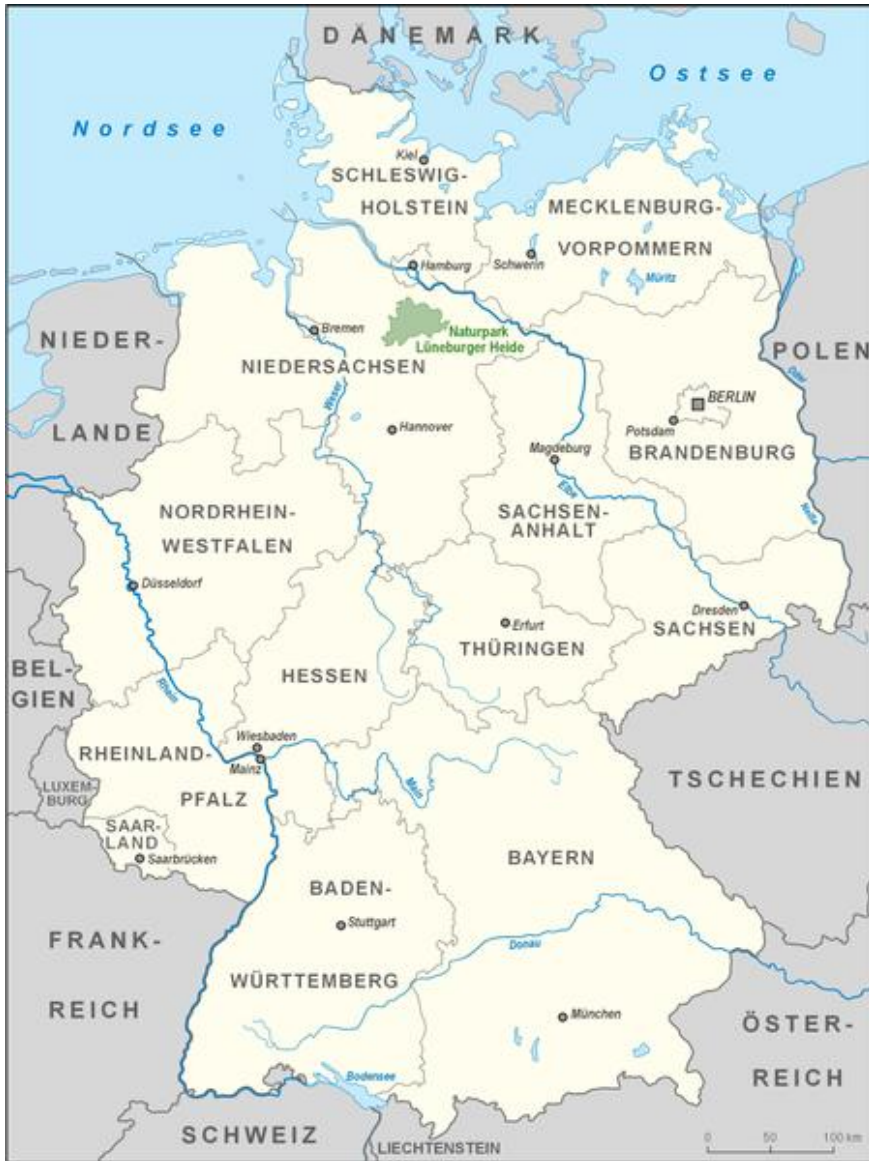 DÄNEMARK
Ostsee
Nordsee
Kiel
SCHLESWIG-
HOLSTEIN
MECKLENBURG-
VORPOMMERN
Schwerin
Müritz
Hamburg
Bremen
Naturpark
Lüneburger Heide
NIEDER-
LANDE
NIEDERSACHSEN
Weser
Hannover
POLEN
Oder
BERLIN
Potsdam
BRANDENBURG
Magdeburg
Elbe
Neiße
SACHSEN-
ANHALT
NORDRHEIN-
WESTFALEN
Düsseldorf
Dresden
SACHSEN
Erfurt
THÜRINGEN
HESSEN
BEL-
GIEN
Rhein
Wiesbaden
Mainz
RHEINLAND-
PFALZ
LUXEM-
BURG
Main
TSCHECHIEN
SAAR-
LAND
Saarbrücken
BAYERN
BADEN-
WÜRTTEMBERG
Stuttgart
Donau
FRANK-
REICH
München
ÖSTER-
REICH
Bodensee
SCHWEIZ
LIECHTENSTEIN
0 50 100 km